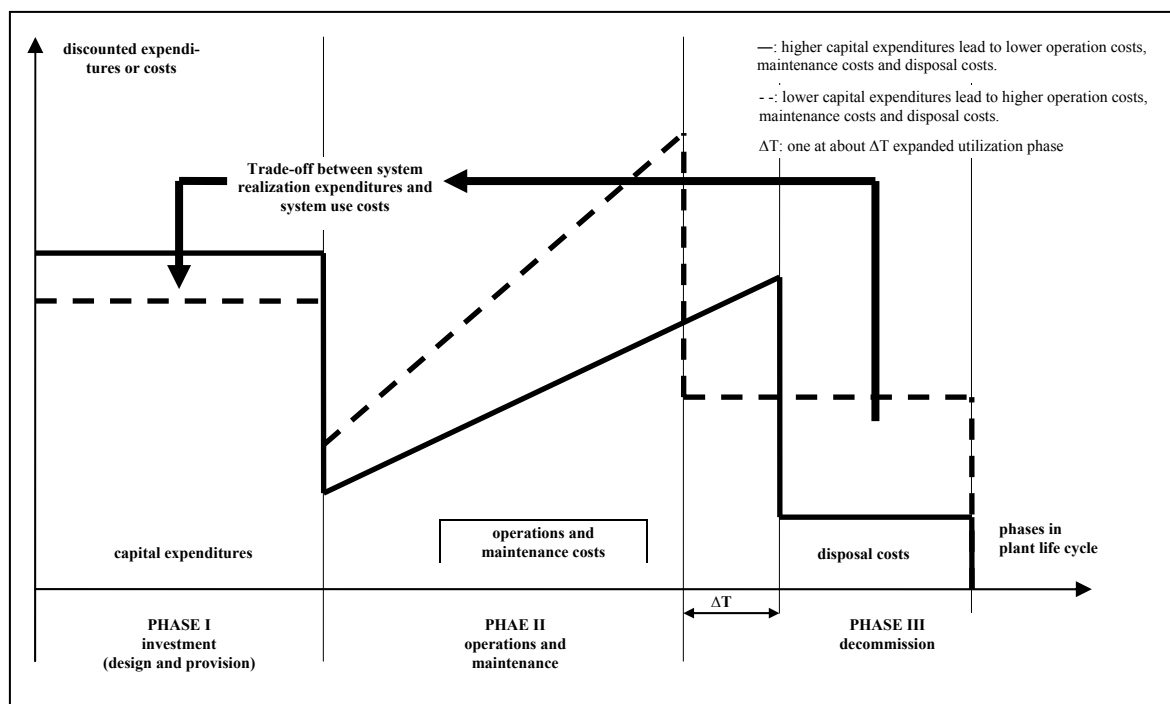 discounted expendi-
tures or costs
—: higher capital expenditures lead to lower operation costs,
maintenance costs and disposal costs.
- -: lower capital expenditures lead to higher operation costs,
maintenance costs and disposal costs.
ΔT: one at about ΔT expanded utilization phase
Trade-off between system
realization expenditures and
system use costs
capital expenditures
operations and
maintenance costs
disposal costs
phases in
plant life cycle
ΔT
PHASE I
investment
(design and provision)
PHAE II
operations and
maintenance
PHASE III
decommission